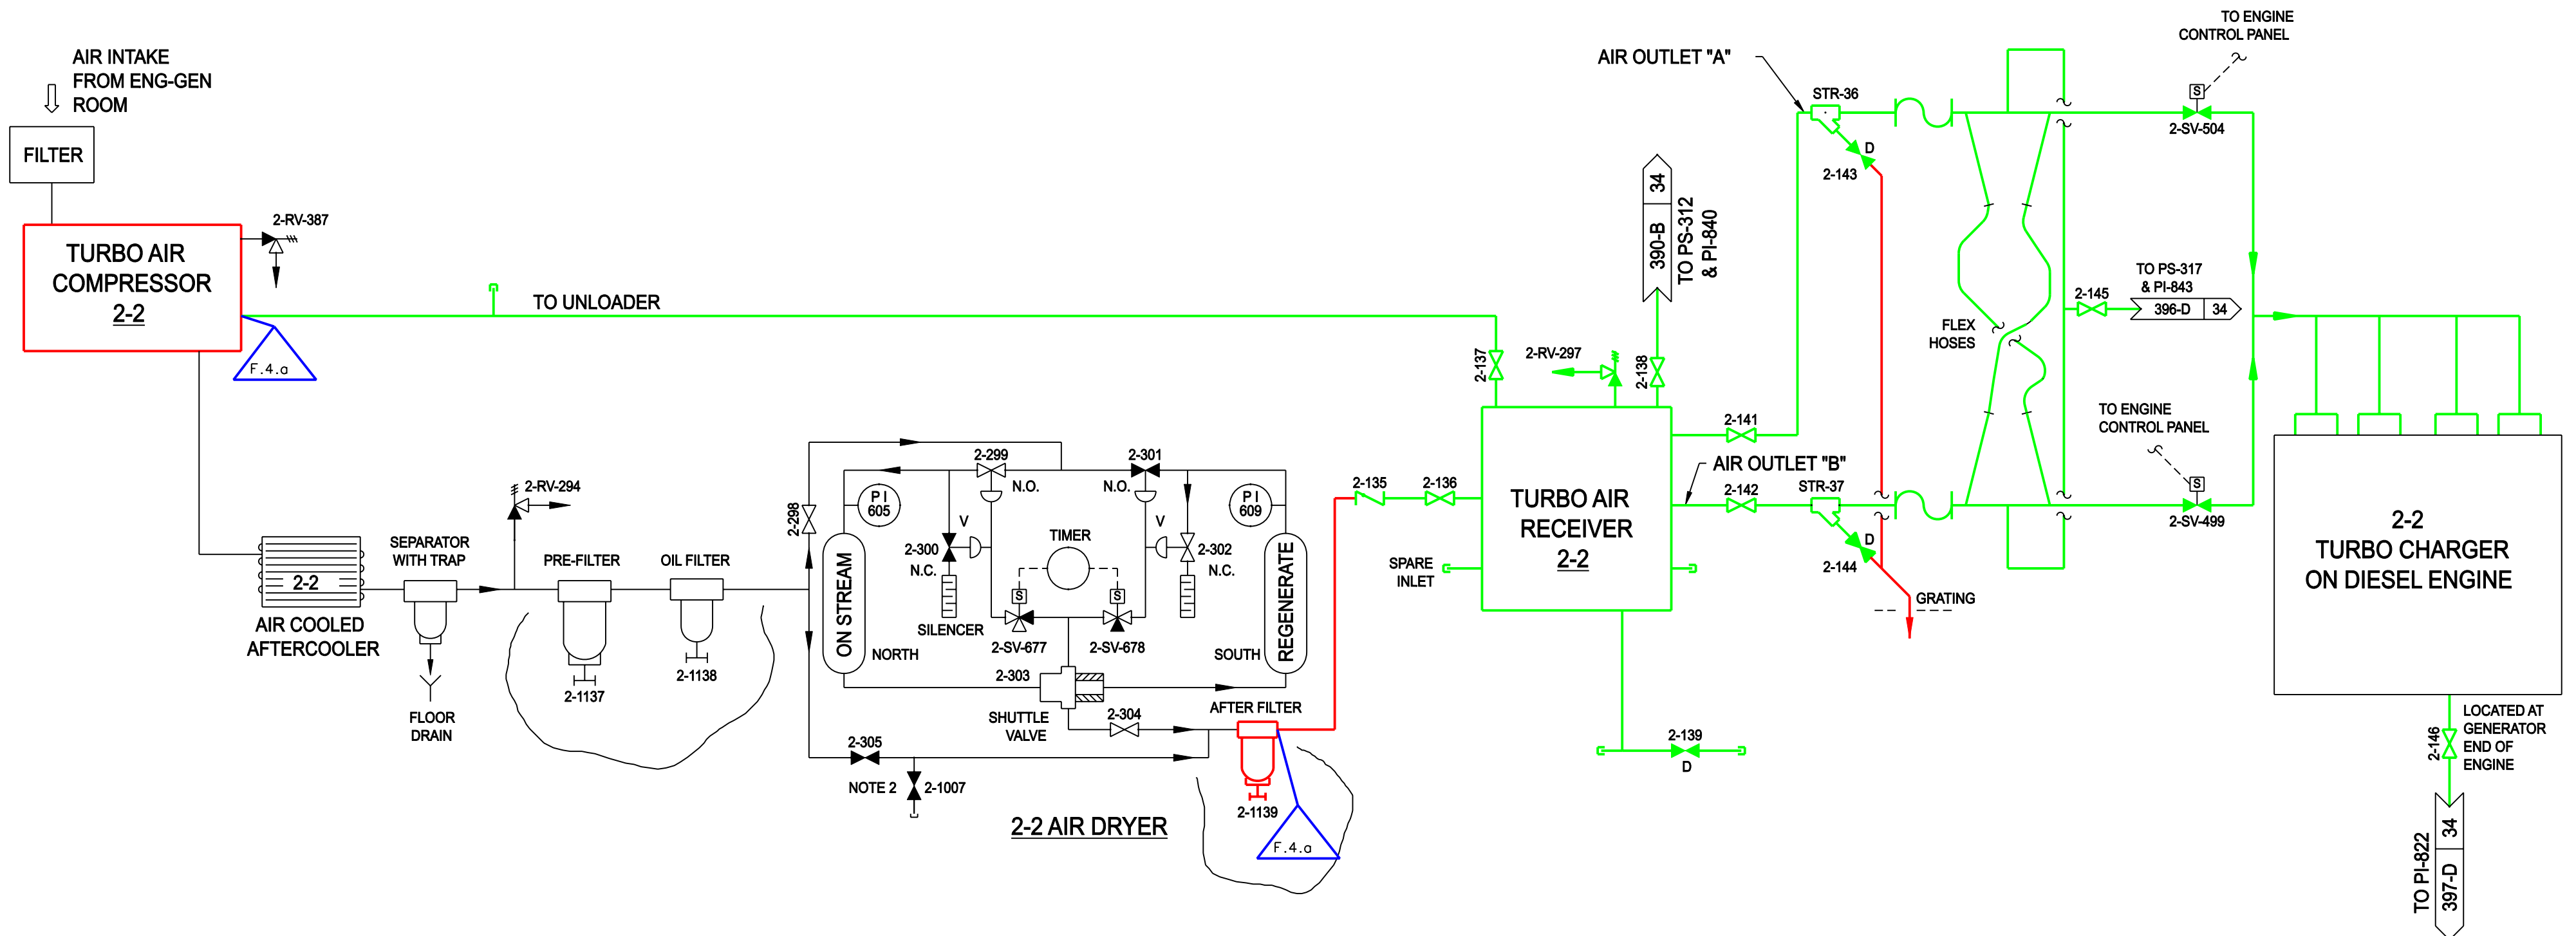 AIR INTAKE
FROM ENG-GEN
ROOM
FILTER
2-RV-387
TURBO AIR
COMPRESSOR
2-2
F.4.a
TO UNLOADER
2-2
AIR COOLED
AFTERCOOLER
SEPARATOR
WITH TRAP
FLOOR
DRAIN
2-RV-294
PRE-FILTER
2-1137
OIL FILTER
2-1138
2-298
PI
605
ON STREAM
NORTH
2-299
N.O.
2-300
N.C.
V
SILENCER
TIMER
S
S
2-SV-677
2-SV-678
2-301
N.O.
V
2-302
N.C.
PI
609
REGENERATE
SOUTH
2-303
SHUTTLE
VALVE
2-304
2-305
NOTE 2
2-1007
AFTER FILTER
2-1139
F.4.a
2-2 AIR DRYER
2-135
2-136
2-137
2-RV-297
2-138
390-B
34
TO PS-312
& PI-840
TURBO AIR
RECEIVER
2-2
SPARE
INLET
2-139
D
2-141
AIR OUTLET "B"
2-142
AIR OUTLET "A"
STR-36
D
2-143
STR-37
D
2-144
GRATING
FLEX
HOSES
2-145
TO PS-317
& PI-843
396-D
34
TO ENGINE
CONTROL PANEL
S
2-SV-504
TO ENGINE
CONTROL PANEL
S
2-SV-499
2-2
TURBO CHARGER
ON DIESEL ENGINE
2-146
LOCATED AT
GENERATOR
END OF
ENGINE
TO PI-822
397-D
34